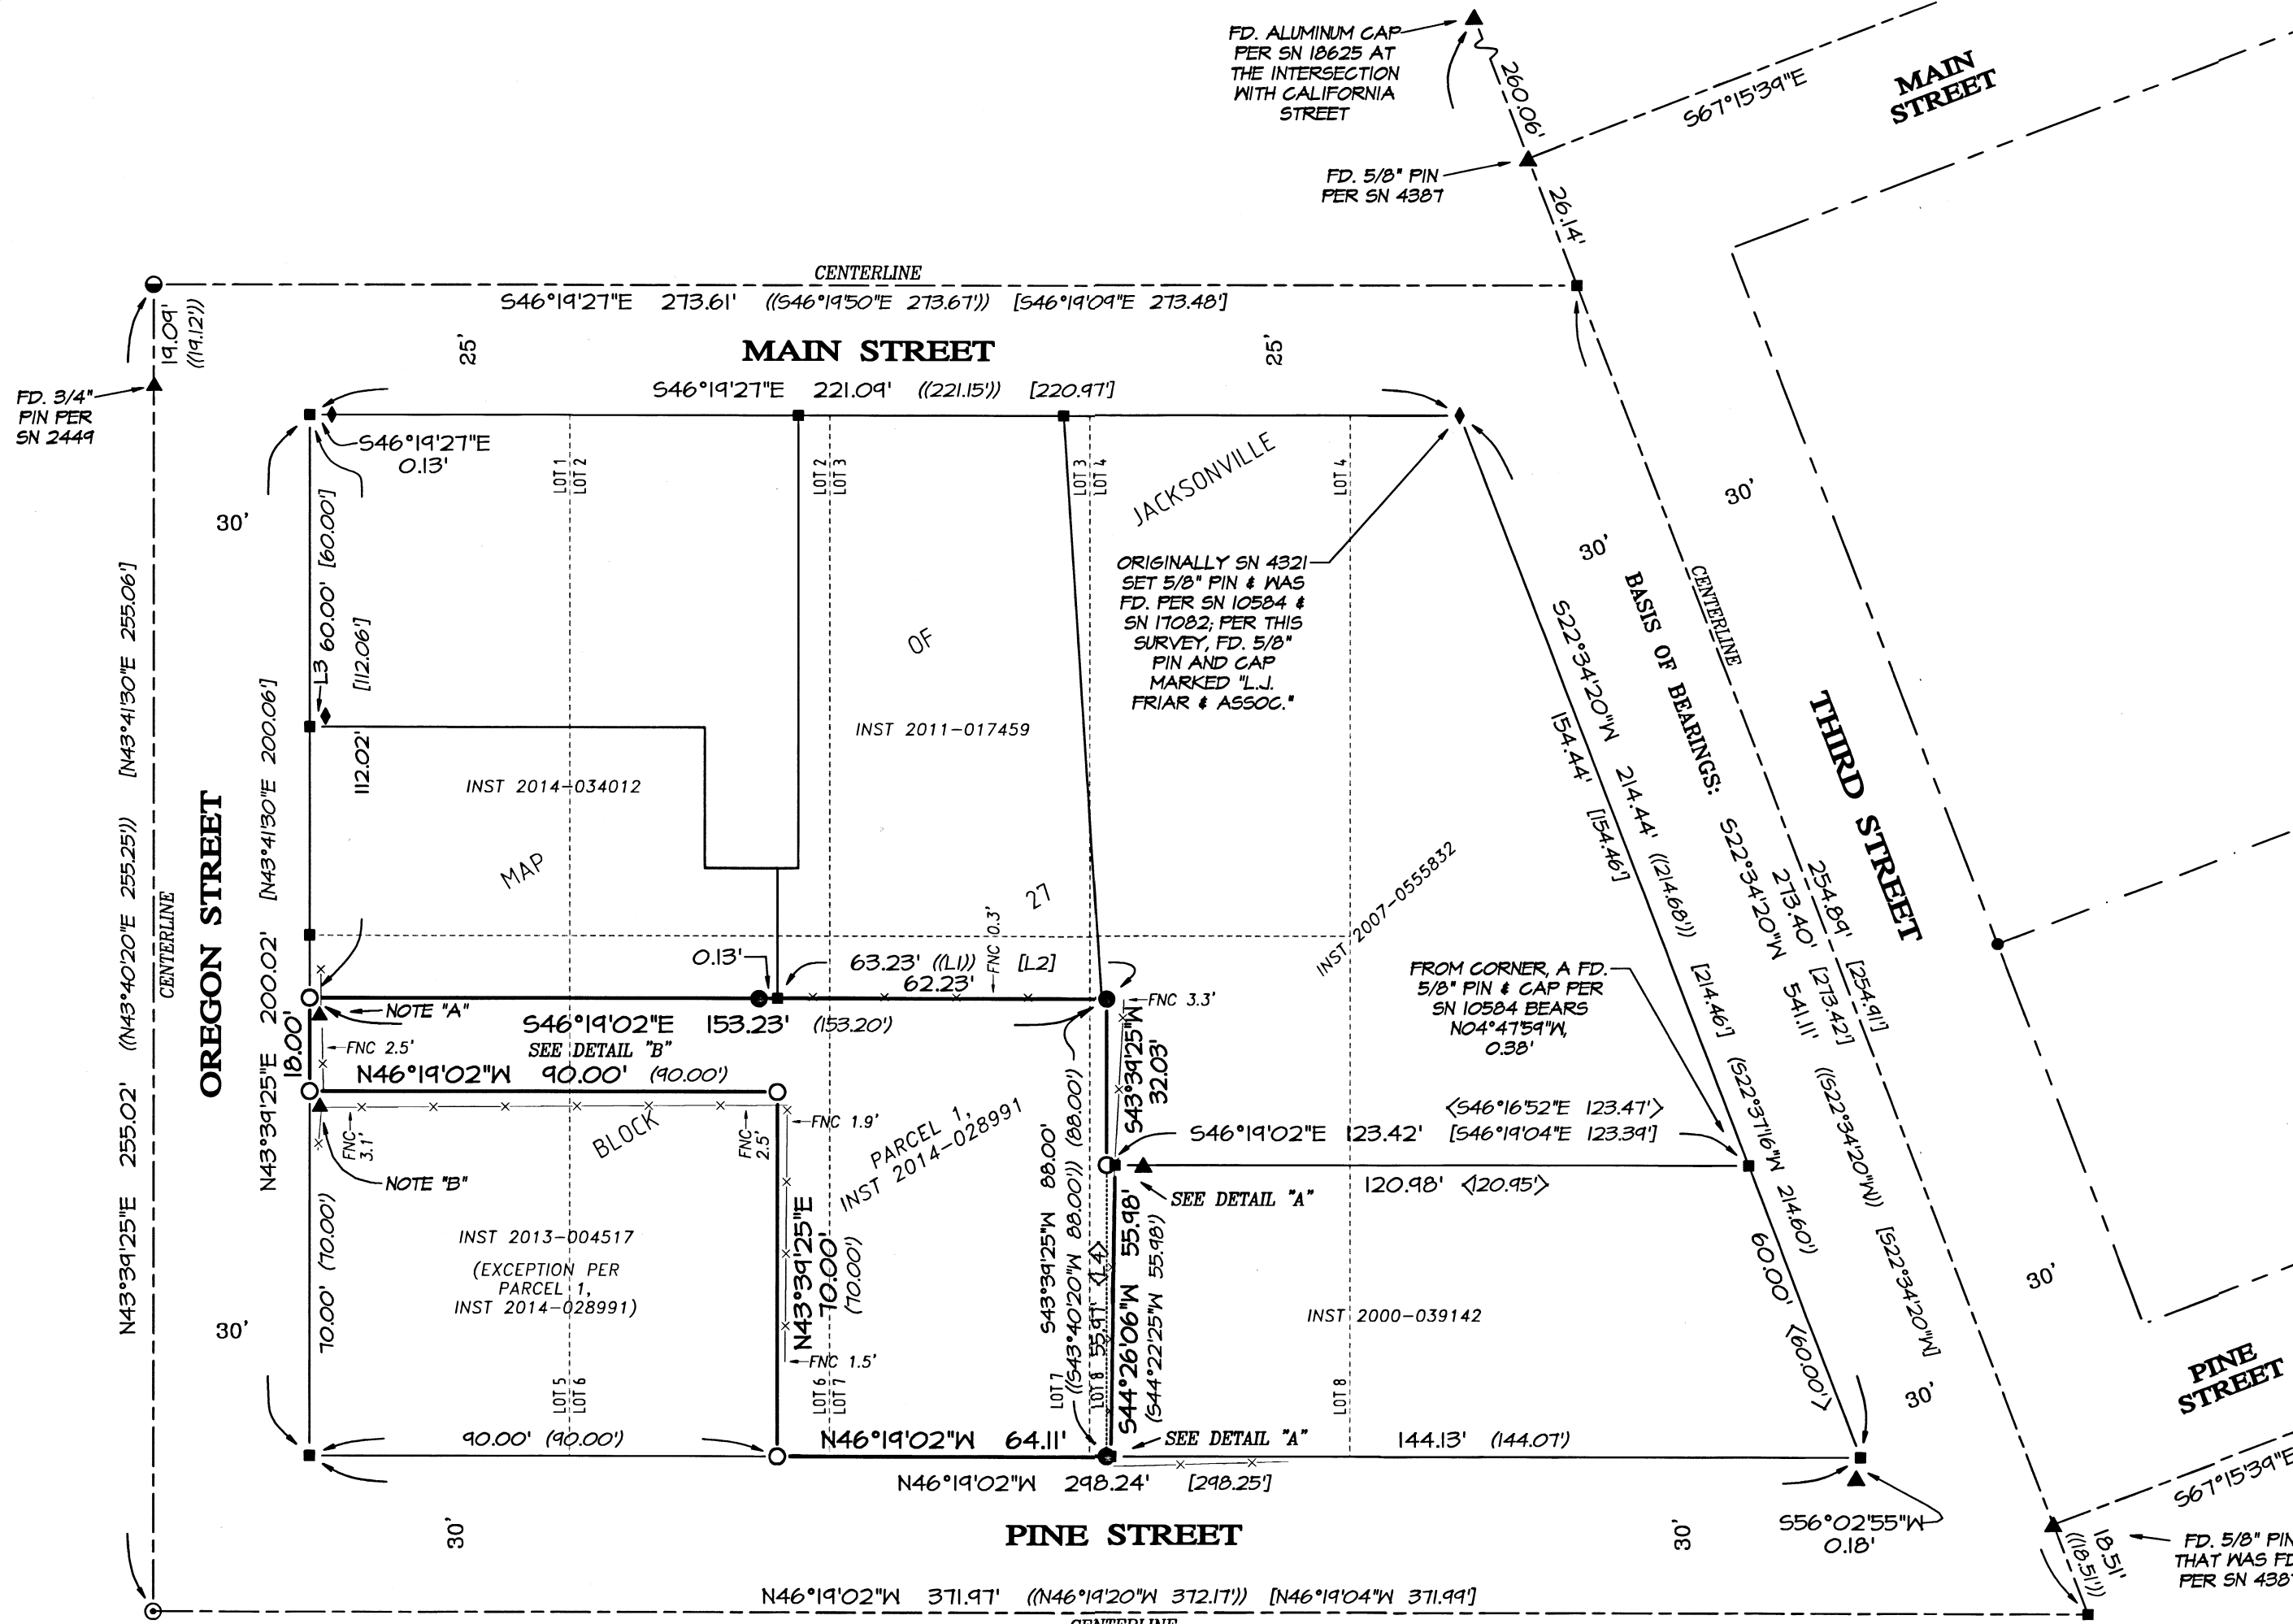 FD. ALUMINUM CAP
PER SN 18625 AT
THE INTERSECTION
WITH CALIFORNIA
STREET
260.06'
MAIN
STREET
S67°15'39"E
FD. 5/8" PIN
PER SN 4387
26.14'
CENTERLINE
S46°19'27"E 273.61' ((S46°19'50"E 273.67')) [S46°19'09"E 273.48']
19.09'
((19.12'))
25'
MAIN STREET
25'
S46°19'27"E 221.09' ((221.15')) [220.97']
FD. 3/4"
PIN PER
SN 2449
S46°19'27"E
0.13'
LOT 1
LOT 2
LOT 2
LOT 3
LOT 3
LOT 4
LOT 4
JACKSONVILLE
30'
30'
30'
L3 60.00' [60.00']
[112.06']
112.02'
ORIGINALLY SN 4321
SET 5/8" PIN & WAS
FD. PER SN 10584 &
SN 17082; PER THIS
SURVEY, FD. 5/8"
PIN AND CAP
MARKED "L.J.
FRIAR & ASSOC."
OF
INST 2011-017459
INST 2014-034012
MAP
27
INST 2007-0555832
CENTERLINE
BASIS OF BEARINGS: S22°34'20"W 541.11' ((S22°34'20"W)) [S22°34'20"W]
254.89' [254.91']
273.40' [273.42']
S22°34'20"W 214.44' ((214.68')) [214.46'] (S22°37'16"W 214.60')
154.44' [154.46']
THIRD STREET
OREGON STREET
CENTERLINE
N43°39'25"E 255.02' ((N43°40'20"E 255.25')) [N43°41'30"E 255.06']
N43°39'25"E 200.02' [N43°41'30"E 200.06']
0.13'
63.23' ((L1)) [L2]
62.23'
FNC 0.3'
FNC 3.3'
NOTE "A"
S46°19'02"E 153.23' (153.20')
SEE DETAIL "B"
18.00'
FNC 2.5'
N46°19'02"W 90.00' (90.00')
FROM CORNER, A FD.
5/8" PIN & CAP PER
SN 10584 BEARS
N04°47'59"W,
0.38'
S43°39'25"W
32.03'
FNC
3.1'
FNC
2.5'
FNC 1.9'
BLOCK
PARCEL 1,
INST 2014-028991
<S46°16'52"E 123.47'>
S46°19'02"E 123.42' [S46°19'04"E 123.39']
NOTE "B"
120.98' <120.95'>
SEE DETAIL "A"
70.00' (70.00')
INST 2013-004517
(EXCEPTION PER
PARCEL 1,
INST 2014-028991)
N43°39'25"E
70.00'
(70.00')
S43°39'25"W 88.00'
((S43°40'20"W 88.00')) (88.00')
55.97' <L4>
S44°26'06"W 55.98'
(S44°22'25"W 55.98')
INST 2000-039142
60.00' <60.00'>
30'
30'
FNC 1.5'
LOT 5
LOT 6
LOT 6
LOT 7
LOT 7
LOT 8
LOT 8
30'
PINE
STREET
90.00' (90.00')
N46°19'02"W 64.11'
SEE DETAIL "A"
144.13' (144.07')
N46°19'02"W 298.24' [298.25']
S67°15'39"E
30'
PINE STREET
30'
S56°02'55"W
0.18'
18.51'
((18.51'))
FD. 5/8" PIN
THAT WAS FD
PER SN 438
N46°19'02"W 371.97' ((N46°19'20"W 372.17')) [N46°19'04"W 371.99']
CENTERLINE